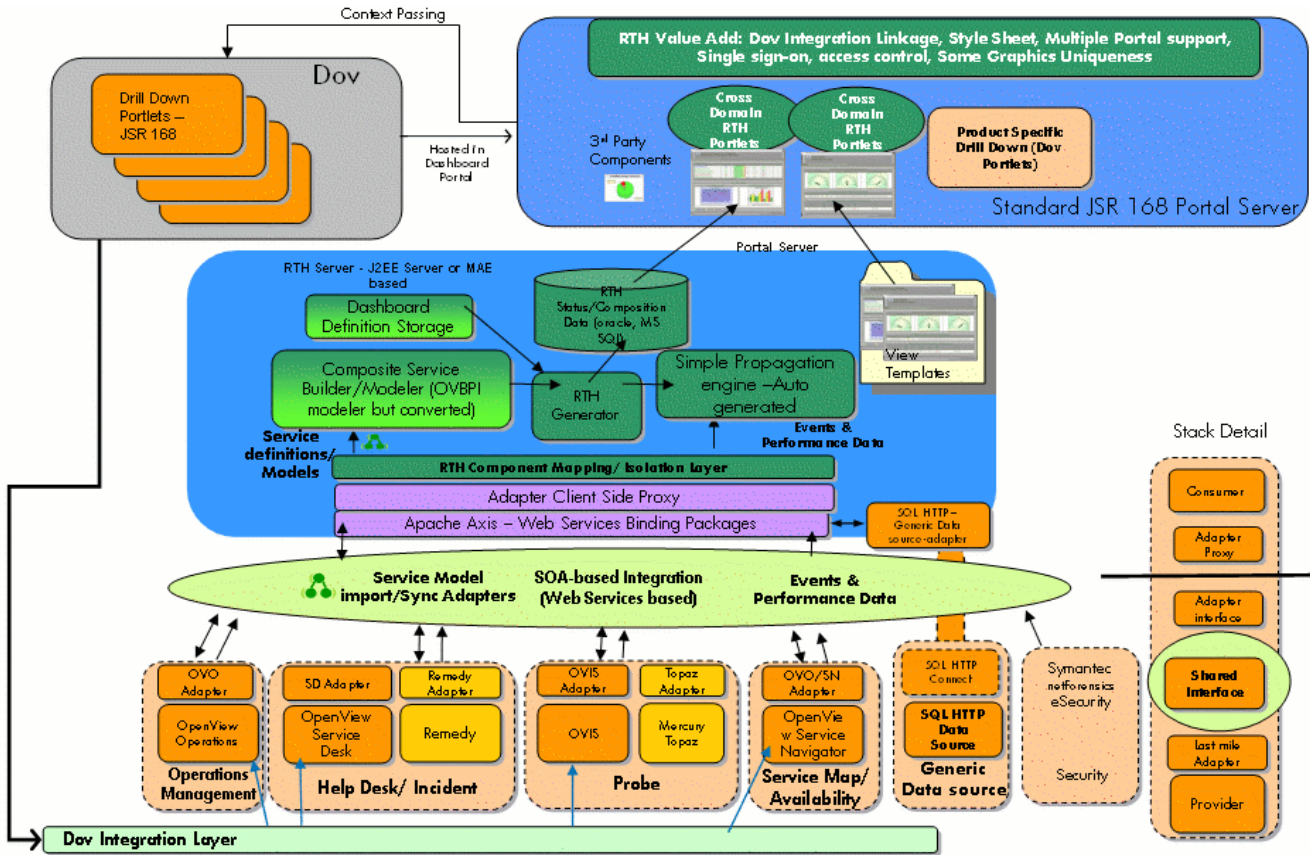 Context Passing
RTH Value Add: Dov Integration Linkage, Style Sheet, Multiple Portal support,
Single sign-on, access control, Some Graphics Uniqueness
Dov
Drill Down
Portlets –
JSR 168
Hosted in
Dashboard
Portal
3rd Party
Components
Cross
Domain
RTH
Portlets
Cross
Domain
RTH
Portlets
Product Specific
Drill Down (Dov
Portlets)
Standard JSR 168 Portal Server
Portal Server
RTH Server - J2EE Server or MAE
based
Dashboard
Definition Storage
RTH
Status/Composition
Data (oracle, MS
SQL)
View
Templates
Composite Service
Builder/Modeler (OVBPI
modeler but converted)
RTH
Generator
Simple Propagation
engine –Auto
generated
Service
definitions/
Models
Events &
Performance Data
RTH Component Mapping/ Isolation Layer
Adapter Client Side Proxy
Apache Axis – Web Services Binding Packages
SQL HTTP –
Generic Data
source-adapter
Service Model
import/Sync Adapters
SOA-based Integration
(Web Services based)
Events &
Performance Data
OVO
Adapter
OpenView
Operations
Operations
Management
SD Adapter
OpenView
Service
Desk
Remedy
Adapter
Remedy
Help Desk/ Incident
OVIS
Adapter
OVIS
Topaz
Adapter
Mercury
Topaz
Probe
OVO/SN
Adapter
OpenVie
w Service
Navigator
Service Map/
Availability
SQL HTTP
Connect
SQL HTTP
Data
Source
Generic
Data source
Symantec
netforensics
eSecurity
Security
Stack Detail
Consumer
Adapter
Proxy
Adapter
interface
Shared
Interface
Last mile
Adapter
Provider
Dov Integration Layer